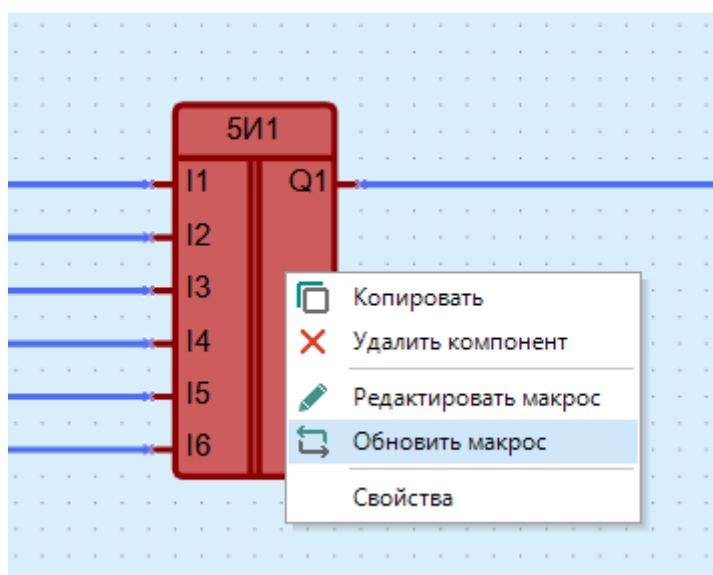 5И1
I1 Q1
I2
I3
I4
I5
I6
Копировать
Удалить компонент
Редактировать макрос
Обновить макрос
Свойства